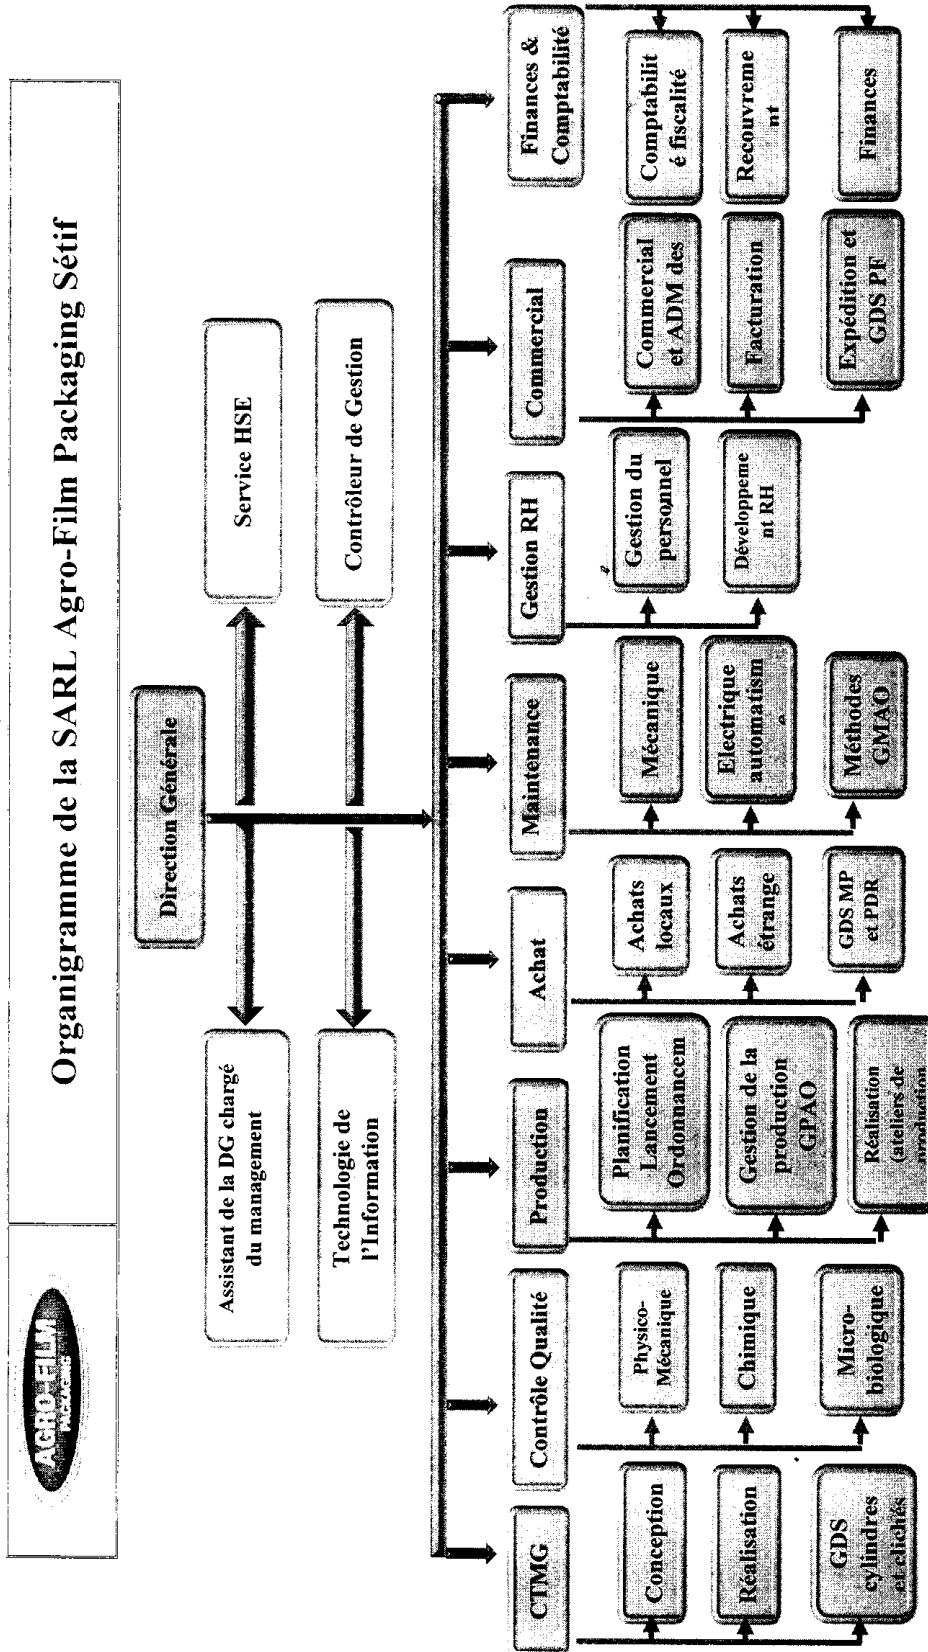 AGRO-FILM
PACKAGING
Organigramme de la SARL Agro-Film Packaging Sétif
Direction Générale
Assistant de la DG chargé
du management
Service HSE
Technologie de
l'Information
Contrôleur de Gestion
CTMG
Contrôle Qualité
Production
Achat
Maintenance
Gestion RH
Commercial
Finances &
Comptabilité
Conception
Réalisation
GDS
cylindres
et clichés
Physico-
Mécanique
Chimique
Micro-
biologique
Planification
Lancement
Ordonnancem
Gestion de la
production
GPAO
Réalisation
(ateliers de
production
Achats
locaux
Achats
étrange
GDS MP
et PDR
Mécanique
Electrique
automatism
Méthodes
GMAO
Gestion du
personnel
Développeme
nt RH
Commercial
et ADM des
Facturation
Expédition et
GDS PF
Comptabilit
é fiscalité
Recouvreme
nt
Finances